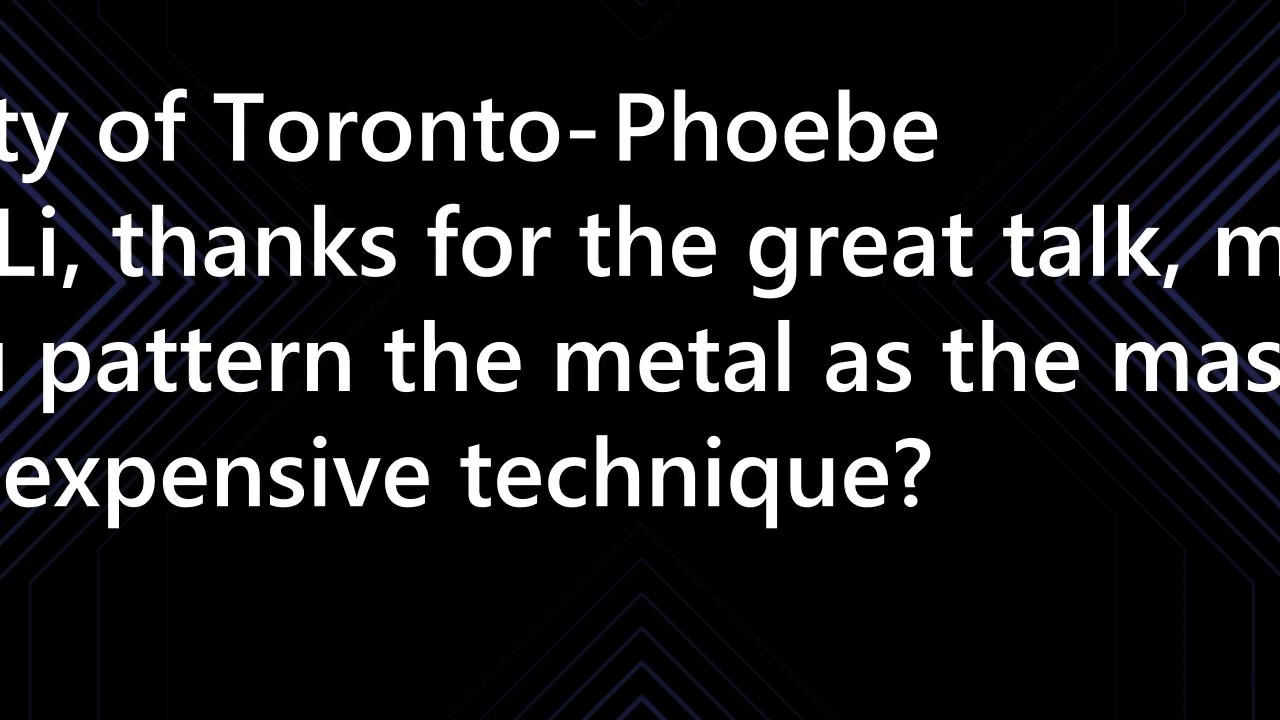 ty of Toronto- Phoebe
Li, thanks for the great talk, m
pattern the metal as the mas
expensive technique?